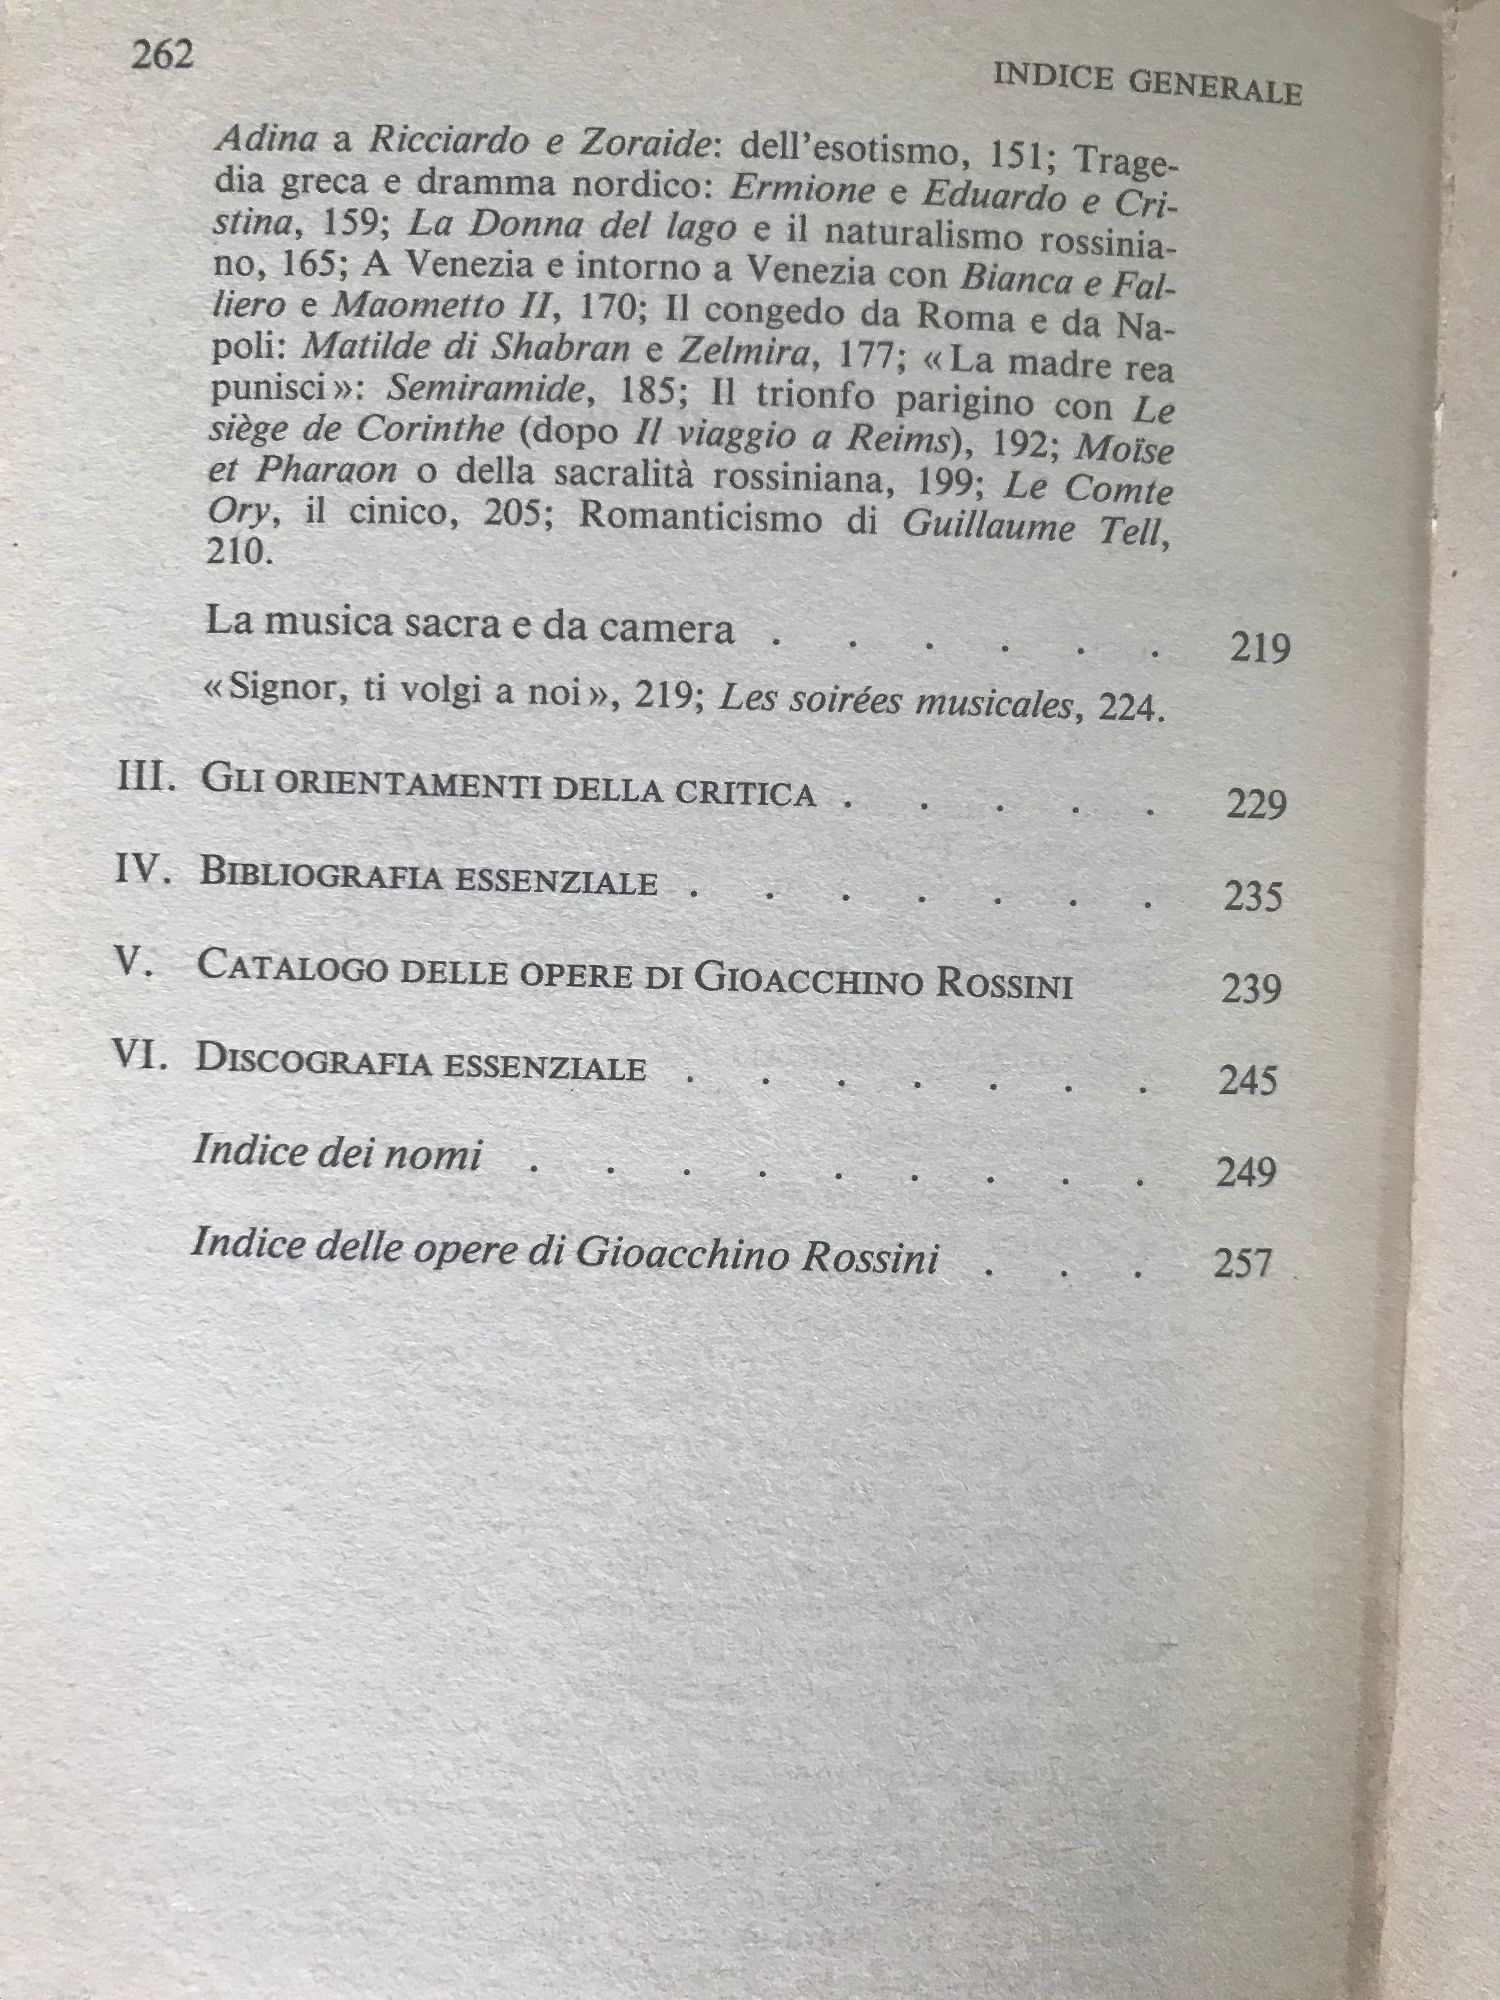 262
INDICE GENERALE
Adina a Ricciardo e Zoraide: dell'esotismo, 151; Trage-
dia greca e dramma nordico: Ermione e Eduardo e Cri-
stina, 159; La Donna del lago e il naturalismo rossinia-
no, 165; A Venezia e intorno a Venezia con Bianca e Fal-
liero e Maometto II, 170; Il congedo da Roma e da Na-
poli: Matilde di Shabran e Zelmira, 177; «La madre rea
punisci»: Semiramide, 185; Il trionfo parigino con Le
siège de Corinthe (dopo Il viaggio a Reims), 192; Moïse
et Pharaon o della sacralità rossiniana, 199; Le Comte
Ory, il cinico, 205; Romanticismo di Guillaume Tell,
210.
La musica sacra e da camera . . . . . . 219
«Signor, ti volgi a noi», 219; Les soirées musicales, 224.
III. GLI ORIENTAMENTI DELLA CRITICA . . . . . 229
IV. BIBLIOGRAFIA ESSENZIALE . . . . . . . 235
V. CATALOGO DELLE OPERE DI GIOACCHINO ROSSINI 239
VI. DISCOGRAFIA ESSENZIALE . . . . . . . 245
Indice dei nomi . . . . . . . . . 249
Indice delle opere di Gioacchino Rossini . . . 257